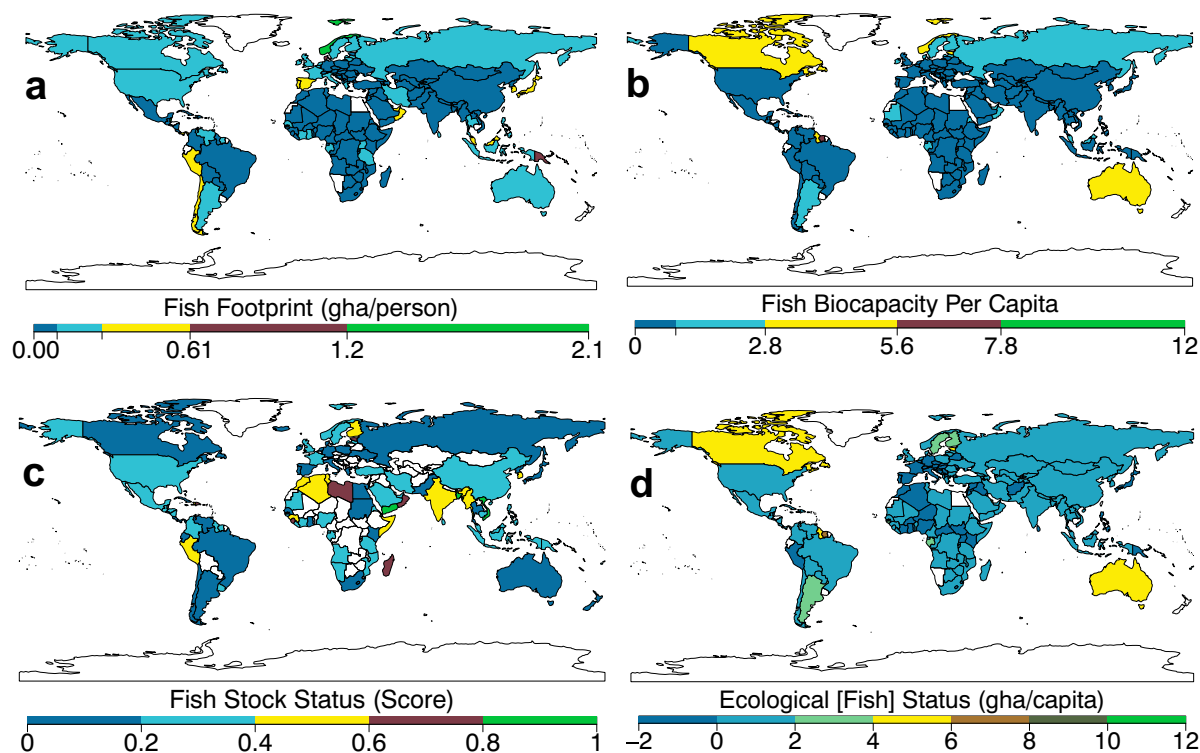 a
b
Fish Footprint (gha/person)
0.00 0.61 1.2 2.1
Fish Biocapacity Per Capita
0 2.8 5.6 7.8 12
c
d
Fish Stock Status (Score)
0 0.2 0.4 0.6 0.8 1
Ecological [Fish] Status (gha/capita)
−2 0 2 4 6 8 10 12